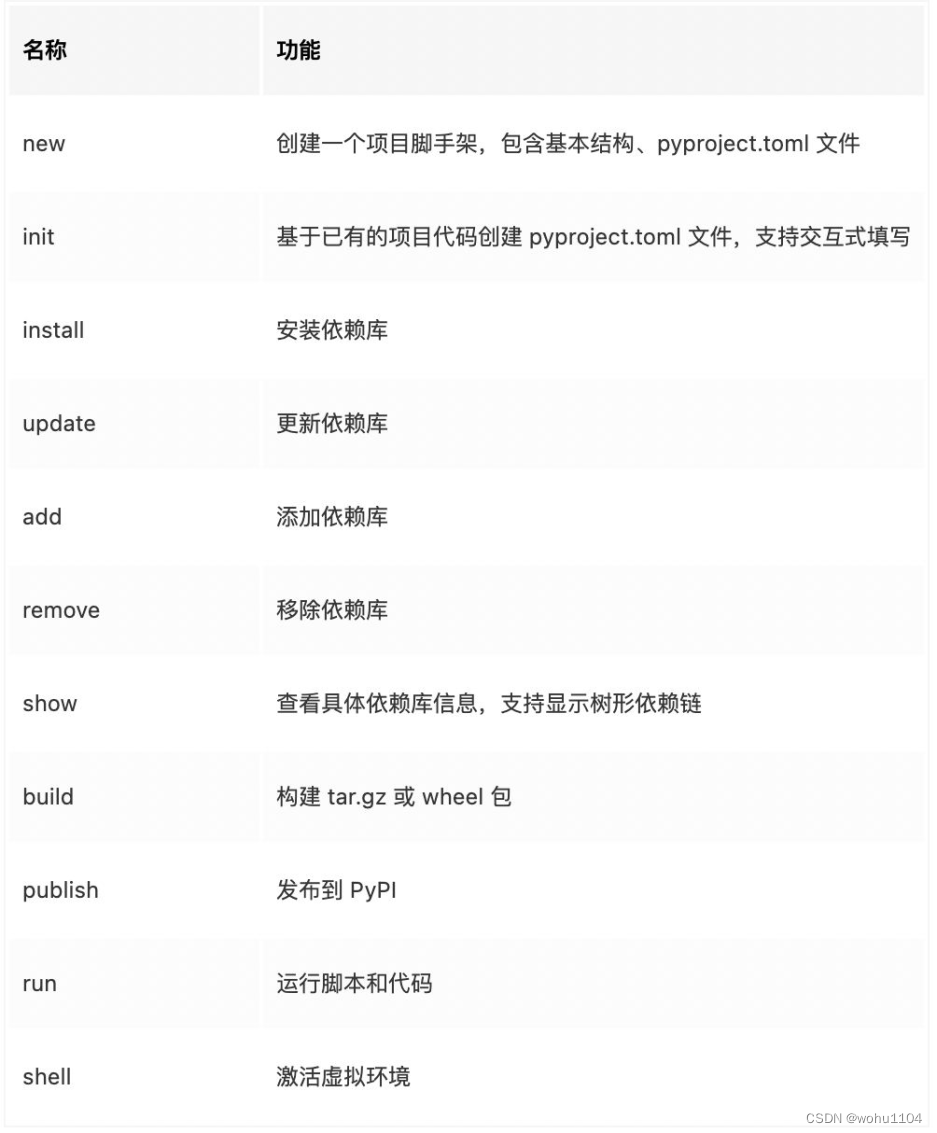 名称 功能
new 创建一个项目脚手架，包含基本结构、pyproject.toml 文件
init 基于已有的项目代码创建 pyproject.toml 文件，支持交互式填写
install 安装依赖库
update 更新依赖库
add 添加依赖库
remove 移除依赖库
show 查看具体依赖库信息，支持显示树形依赖链
build 构建 tar.gz 或 wheel 包
publish 发布到 PyPI
run 运行脚本和代码
shell 激活虚拟环境
CSDN @wohu1104